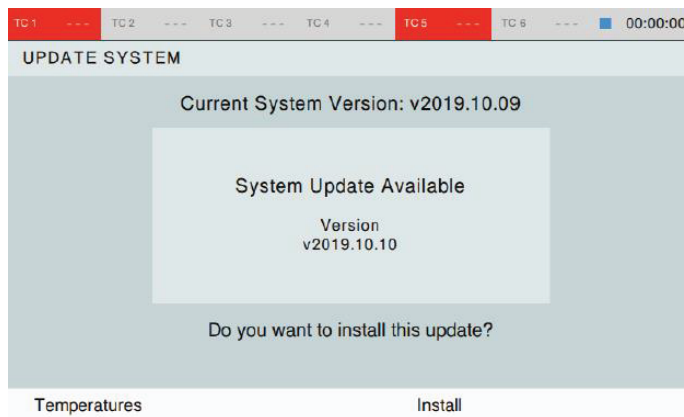 TC 1 --- TC 2 --- TC 3 --- TC 4 --- TC 5 --- TC 6 --- 00:00:00
UPDATE SYSTEM
Current System Version: v2019.10.09
System Update Available
Version
v2019.10.10
Do you want to install this update?
Temperatures Install